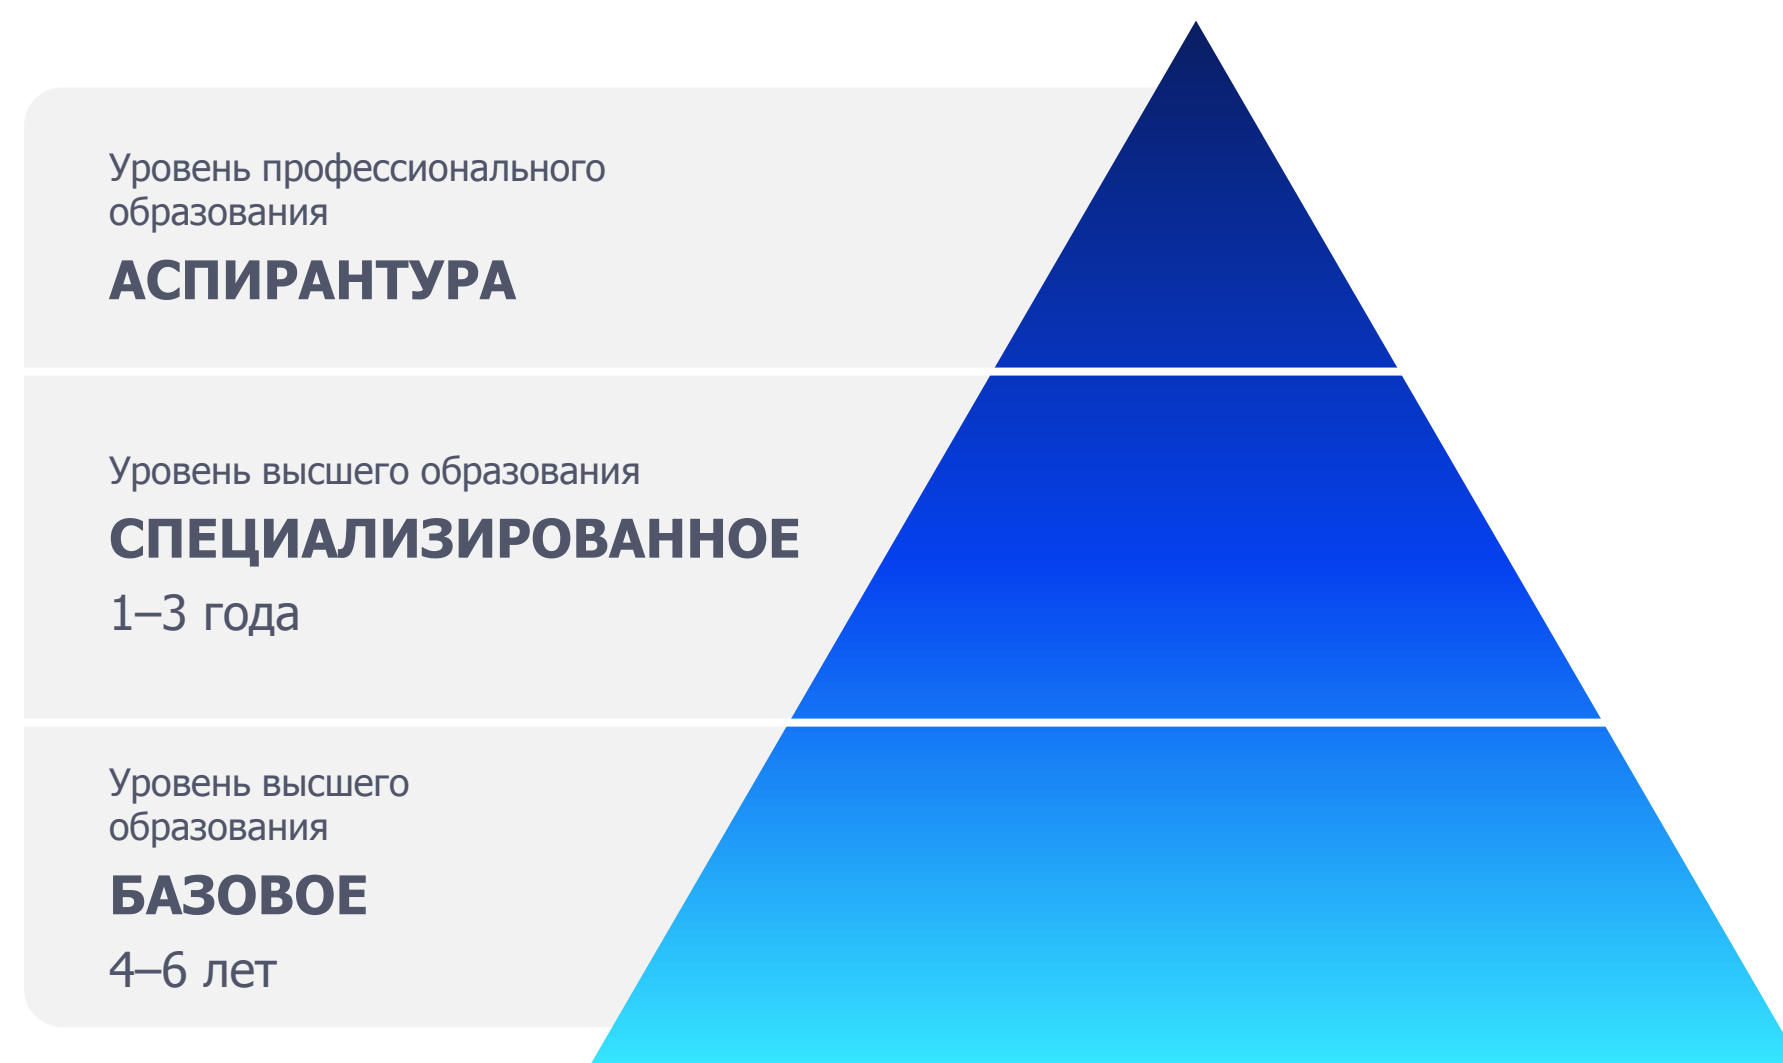 Уровень профессионального
образования
АСПИРАНТУРА
Уровень высшего образования
СПЕЦИАЛИЗИРОВАННОЕ
1–3 года
Уровень высшего
образования
БАЗОВОЕ
4–6 лет